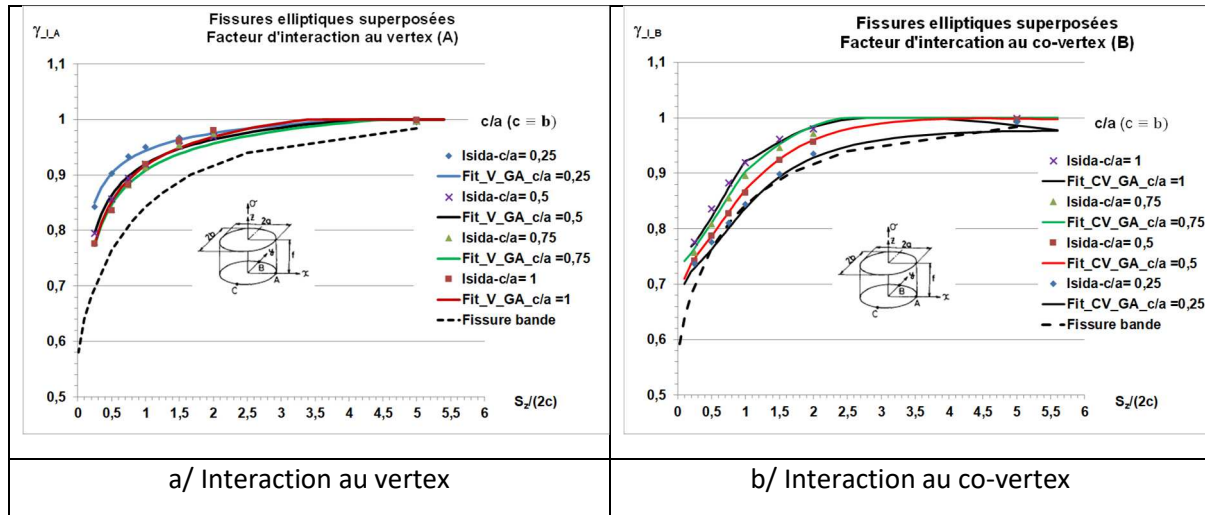 Fissures elliptiques superposées
Facteur d'interaction au vertex (A)
γ_I_A
1,1
1
0,9
0,8
0,7
0,6
0,5
c/a (c ≡ b)
Isida-c/a= 0,25
Fit_V_GA_c/a =0,25
Isida-c/a= 0,5
Fit_V_GA_c/a =0,5
Isida-c/a= 0,75
Fit_V_GA_c/a =0,75
Isida-c/a= 1
Fit_V_GA_c/a =1
Fissure bande
σ
z
2a
2b
y
f
B
A
x
C
0 0,5 1 1,5 2 2,5 3 3,5 4 4,5 5 5,5 6
S_z/(2c)
a/ Interaction au vertex
Fissures elliptiques superposées
Facteur d'intercation au co-vertex (B)
γ_I_B
1,1
1
0,9
0,8
0,7
0,6
0,5
c/a (c ≡ b)
Isida-c/a= 1
Fit_CV_GA_c/a =1
Isida-c/a= 0,75
Fit_CV_GA_c/a =0,75
Isida-c/a= 0,5
Fit_CV_GA_c/a =0,5
Isida-c/a= 0,25
Fit_CV_GA_c/a =0,25
Fissure bande
σ
z
2a
2b
y
f
B
A
x
C
0 0,5 1 1,5 2 2,5 3 3,5 4 4,5 5 5,5 6
S_z/(2c)
b/ Interaction au co-vertex